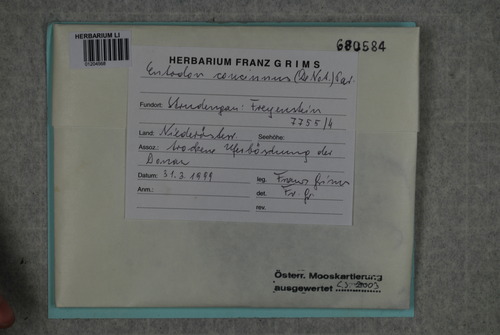 HERBARIUM LI
680584
HERBARIUM FRANZ GRIMS
Entodon concinnus (De Not.) Par.
Fundort: Strudengau: Freyenstein
7755/4
Land: Niederösterr Seehöhe:
Assoz.: trockene Uferböschung der
Donau
Datum: 31.3.1999 leg. Franz Grims
Anm.: det. Fr. Gr
rev.
Österr. Mooskartierung
ausgewertet 2003